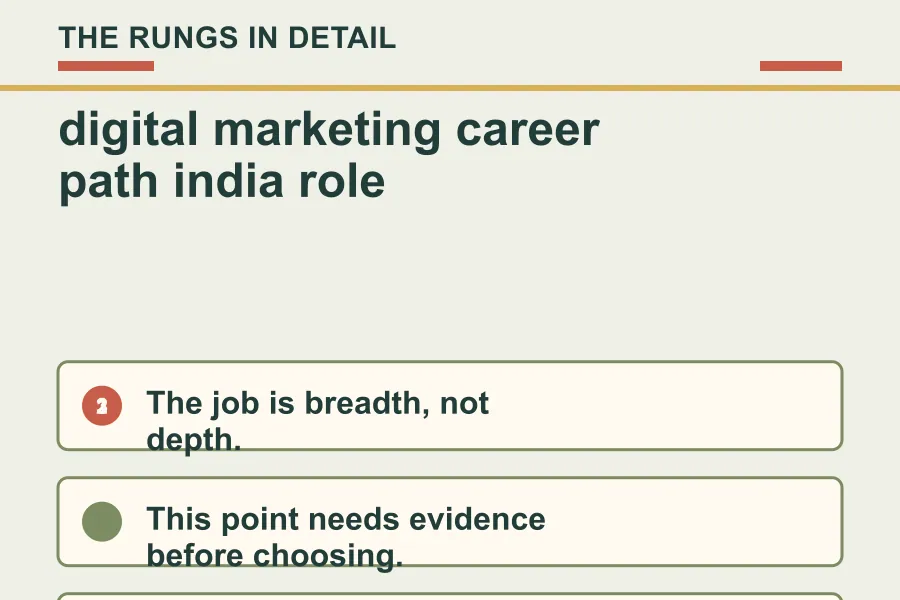 THE RUNGS IN DETAIL
digital marketing career
path india role
The job is breadth, not
depth.
This point needs evidence
before choosing.